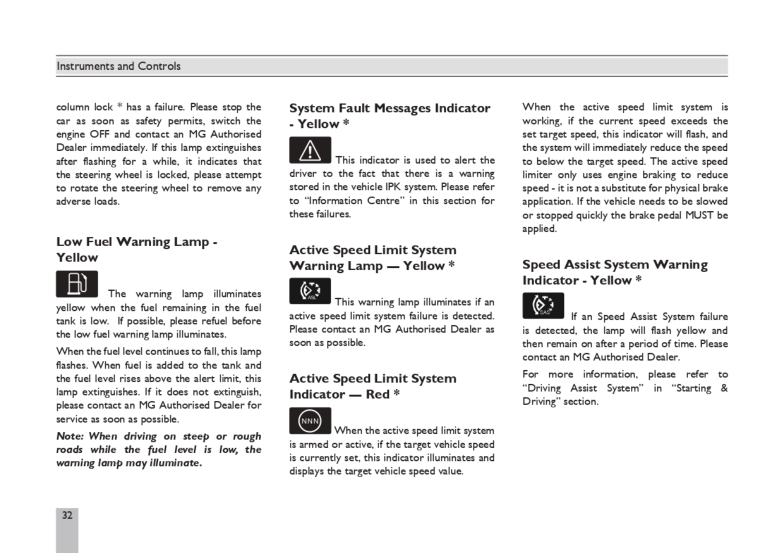 Instruments and Controls
column lock * has a failure. Please stop the
car as soon as safety permits, switch the
engine OFF and contact an MG Authorised
Dealer immediately. If this lamp extinguishes
after flashing for a while, it indicates that
the steering wheel is locked, please attempt
to rotate the steering wheel to remove any
adverse loads.
Low Fuel Warning Lamp -
Yellow
The warning lamp illuminates
yellow when the fuel remaining in the fuel
tank is low. If possible, please refuel before
the low fuel warning lamp illuminates.
When the fuel level continues to fall, this lamp
flashes. When fuel is added to the tank and
the fuel level rises above the alert limit, this
lamp extinguishes. If it does not extinguish,
please contact an MG Authorised Dealer for
service as soon as possible.
Note: When driving on steep or rough
roads while the fuel level is low, the
warning lamp may illuminate.
System Fault Messages Indicator
- Yellow *
This indicator is used to alert the
driver to the fact that there is a warning
stored in the vehicle IPK system. Please refer
to “Information Centre” in this section for
these failures.
Active Speed Limit System
Warning Lamp — Yellow *
ASL
This warning lamp illuminates if an
active speed limit system failure is detected.
Please contact an MG Authorised Dealer as
soon as possible.
Active Speed Limit System
Indicator — Red *
NNN
When the active speed limit system
is armed or active, if the target vehicle speed
is currently set, this indicator illuminates and
displays the target vehicle speed value.
When the active speed limit system is
working, if the current speed exceeds the
set target speed, this indicator will flash, and
the system will immediately reduce the speed
to below the target speed. The active speed
limiter only uses engine braking to reduce
speed - it is not a substitute for physical brake
application. If the vehicle needs to be slowed
or stopped quickly the brake pedal MUST be
applied.
Speed Assist System Warning
Indicator - Yellow *
SAS
If an Speed Assist System failure
is detected, the lamp will flash yellow and
then remain on after a period of time. Please
contact an MG Authorised Dealer.
For more information, please refer to
“Driving Assist System” in “Starting &
Driving” section.
32